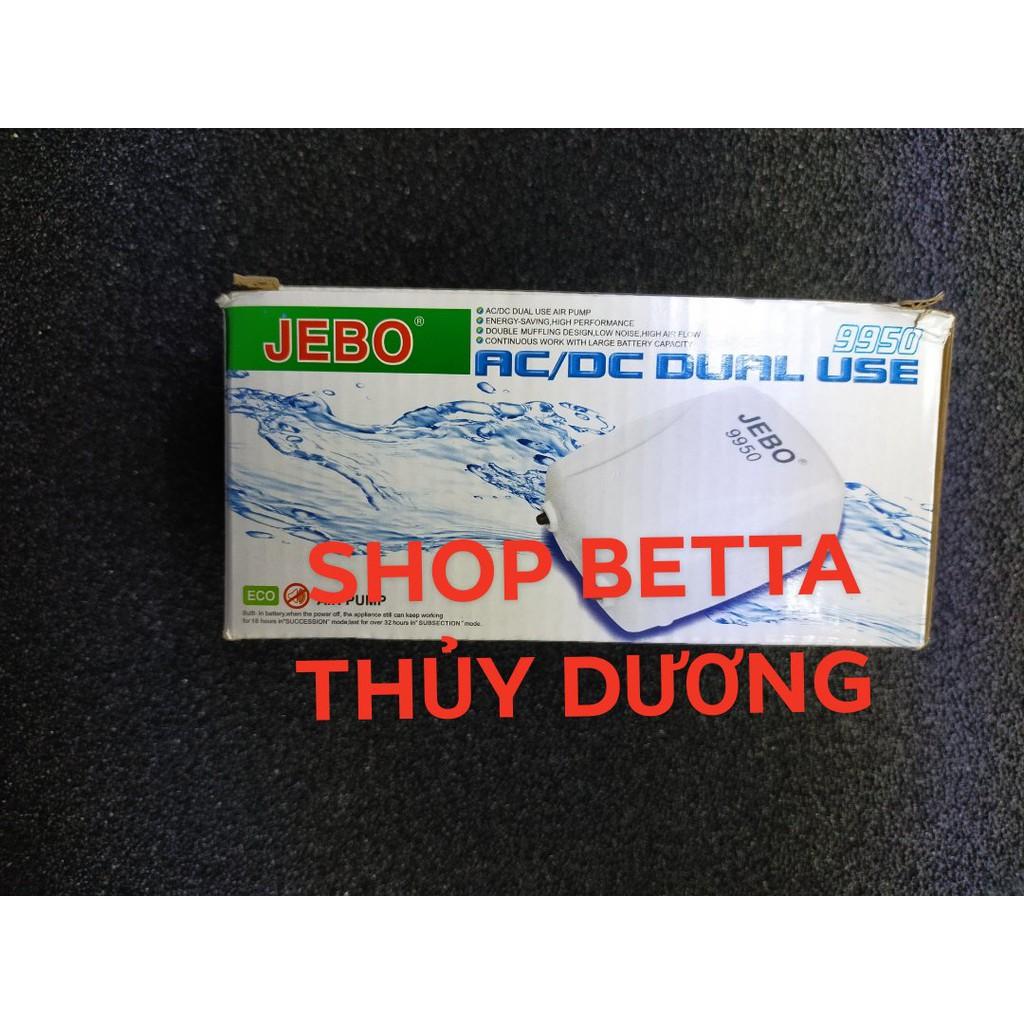 JEBO®
AC/DC DUAL USE AIR PUMP
ENERGY-SAVING,HIGH PERFORMANCE
DOUBLE MUFFLING DESIGN,LOW NOISE,HIGH AIR FLOW
CONTINUOUS WORK WITH LARGE BATTERY CAPACITY
9950
AC/DC DUAL USE
JEBO®
9950
SHOP BETTA
ECO
AIR PUMP
Built- in battery,when the power off, the appliance still can keep working
for 18 hours in"SUCCESSION" mode,last for over 32 hours in" SUBSECTION" mode.
THỦY DƯƠNG